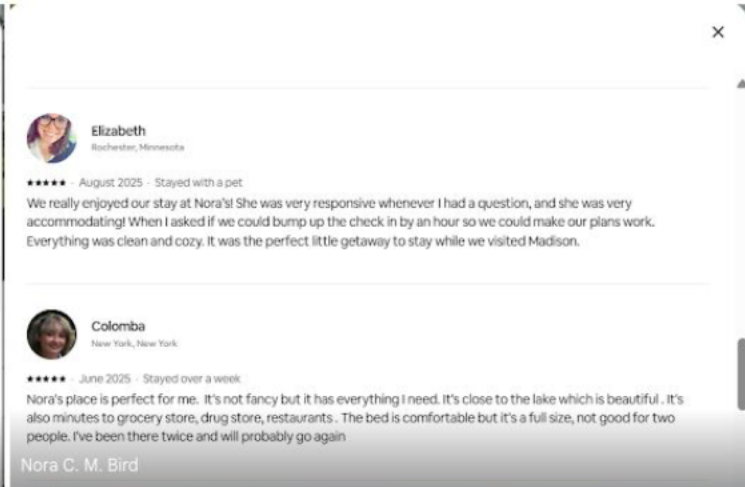 Elizabeth
Rochester, Minnesota
★★★★★ · August 2025 · Stayed with a pet
We really enjoyed our stay at Nora's! She was very responsive whenever I had a question, and she was very
accommodating! When I asked if we could bump up the check in by an hour so we could make our plans work.
Everything was clean and cozy. It was the perfect little getaway to stay while we visited Madison.
Colomba
New York, New York
★★★★★ · June 2025 · Stayed over a week
Nora's place is perfect for me. It's not fancy but it has everything I need. It's close to the lake which is beautiful . It's
also minutes to grocery store, drug store, restaurants . The bed is comfortable but it's a full size, not good for two
people. I've been there twice and will probably go again
Nora C. M. Bird